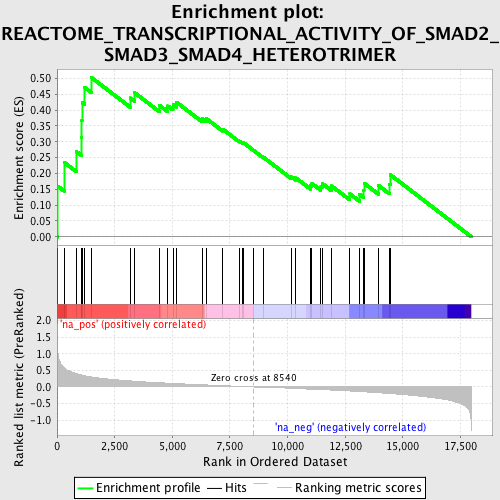 Enrichment plot:
REACTOME_TRANSCRIPTIONAL_ACTIVITY_OF_SMAD2_
SMAD3_SMAD4_HETEROTRIMER
Enrichment score (ES)
0.50
0.45
0.40
0.35
0.30
0.25
0.20
0.15
0.10
0.05
0.00
'na_pos' (positively correlated)
Ranked list metric (PreRanked)
2.0
1.5
1.0
0.5
0.0
-0.5
-1.0
Zero cross at 8540
'na_neg' (negatively correlated)
0
2,500
5,000
7,500
10,000
12,500
15,000
17,500
Rank in Ordered Dataset
Enrichment profile
Hits
Ranking metric scores